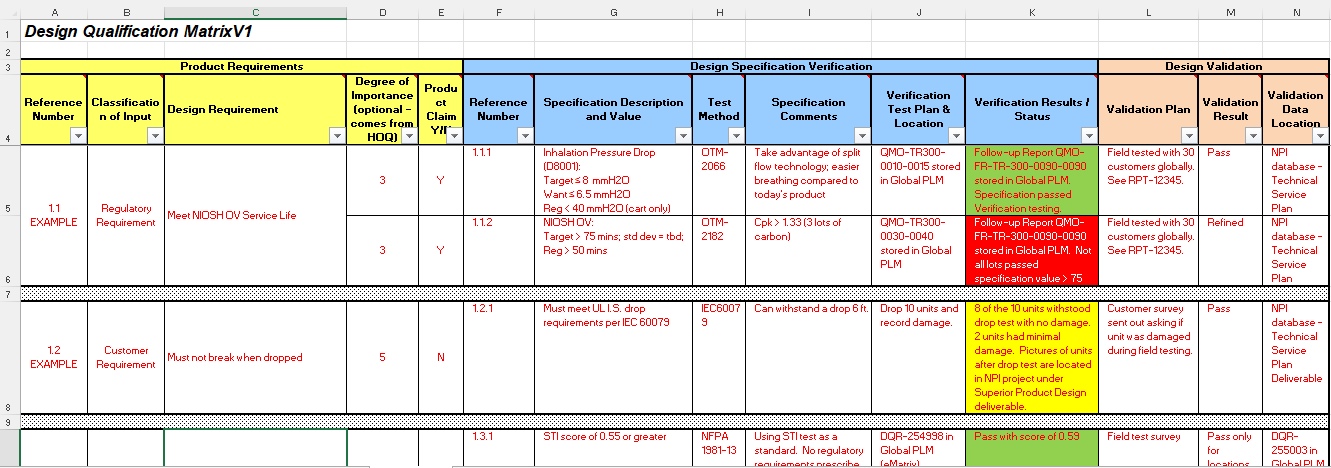 A B C D E F G H I J K L M N
1 Design Qualification MatrixV1
2
3 Product Requirements Design Specification Verification Design Validation
4
Reference
Number
Classificatio
n of Input
Design Requirement
Degree of
Importance
(optional -
comes from
HOQ)
Produ
ct
Claim
Y/N
Reference
Number
Specification Description
and Value
Test
Method
Specification
Comments
Verification
Test Plan &
Location
Verification Results /
Status
Validation Plan
Validation
Result
Validation
Data
Location
5
1.1
EXAMPLE
Regulatory
Requirement
Meet NIOSH OV Service Life
3
Y
1.1.1
Inhalation Pressure Drop
(D8001):
Target ≤ 8 mmH2O
Want ≤ 6.5 mmH2O
Reg < 40 mmH2O (cart only)
OTM-
2066
Take advantage of split
flow technology; easier
breathing compared to
today's product
QMO-TR300-
0010-0015 stored
in Global PLM
Follow-up Report QMO-
FR-TR-300-0090-0090
stored in Global PLM.
Specification passed
Verification testing.
Field tested with 30
customers globally.
See RPT-12345.
Pass
NPI
database -
Technical
Service
Plan
6
3
Y
1.1.2
NIOSH OV:
Target > 75 mins; std dev = tbd;
Reg > 50 mins
OTM-
2182
Cpk > 1.33 (3 lots of
carbon)
QMO-TR300-
0030-0040
stored in Global
PLM
Follow-up Report QMO-
FR-TR-300-0090-0090
stored in Global PLM. Not
all lots passed
specification value > 75
Field tested with 30
customers globally.
See RPT-12345.
Refined
NPI
database -
Technical
Service
Plan
7
8
1.2
EXAMPLE
Customer
Requirement
Must not break when dropped
5
N
1.2.1
Must meet UL I.S. drop
requirements per IEC 60079
IEC6007
9
Can withstand a drop 6 ft.
Drop 10 units and
record damage.
8 of the 10 units withstood
drop test with no damage.
2 units had minimal
damage. Pictures of units
after drop test are located
in NPI project under
Superior Product Design
deliverable.
Customer survey
sent out asking if
unit was damaged
during field testing.
Pass
NPI
database -
Technical
Service
Plan
Deliverable
9
1.3.1
STI score of 0.55 or greater
NFPA
1981-13
Using STI test as a
standard. No regulatory
requirements prescribe
DQR-254998 in
Global PLM
(eMatrix)
Pass with score of 0.59
Field test survey
Pass only
for
locations
DQR-
255003 in
Global PLM